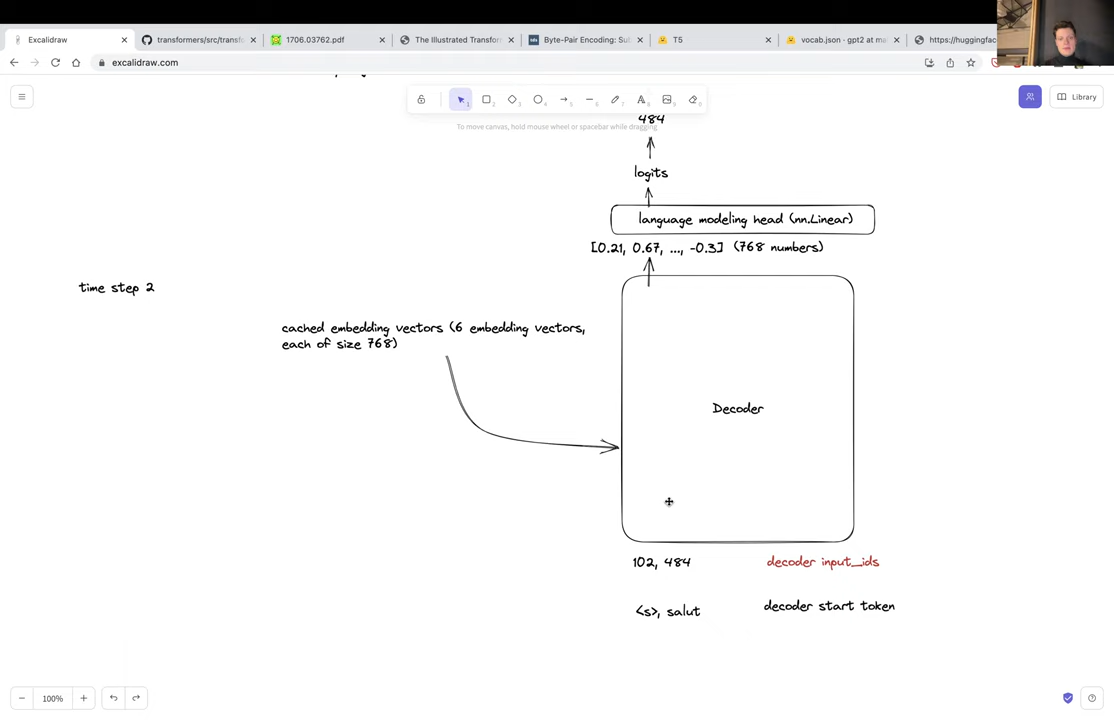 Excalidraw
transformers/src/transf
1706.03762.pdf
The Illustrated Transfor
Byte-Pair Encoding: Sub
T5
vocab.json · gpt2 at ma
https://huggingfac
excalidraw.com
Library
To move canvas, hold mouse wheel or spacebar while dragging
484
logits
language modeling head (nn.Linear)
[0.21, 0.67, ..., -0.3] (768 numbers)
time step 2
cached embedding vectors (6 embedding vectors,
each of size 768)
Decoder
102, 484
decoder input_ids
<s>, salut
decoder start token
100%